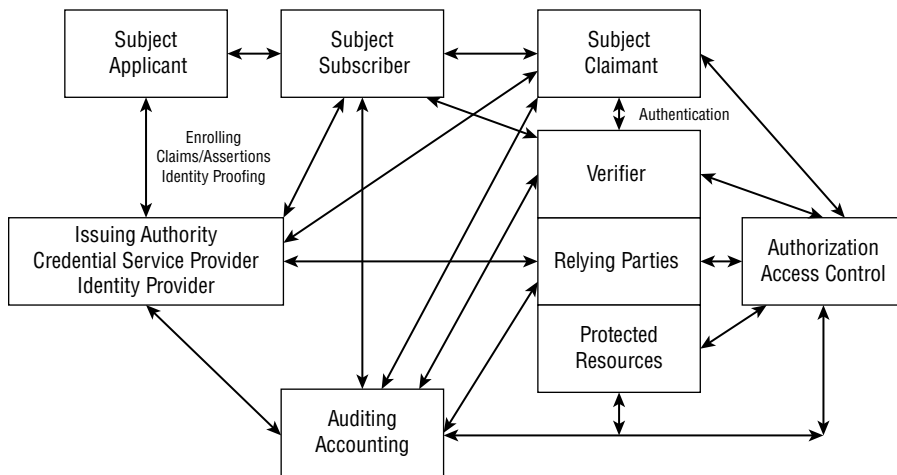 Subject
Applicant
Subject
Subscriber
Subject
Claimant
Enrolling
Claims/Assertions
Identity Proofing
Authentication
Verifier
Issuing Authority
Credential Service Provider
Identity Provider
Relying Parties
Authorization
Access Control
Protected
Resources
Auditing
Accounting